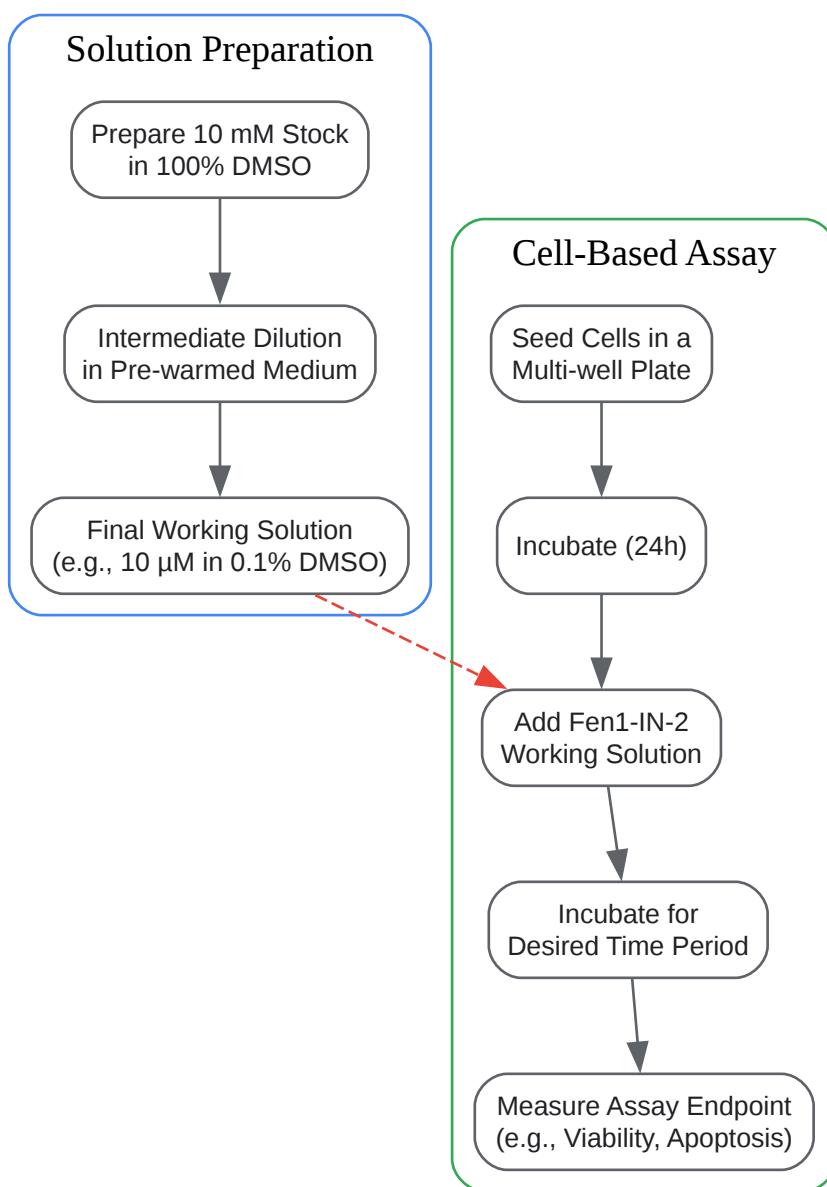 Solution Preparation
Prepare 10 mM Stock
in 100% DMSO
Intermediate Dilution
in Pre-warmed Medium
Final Working Solution
(e.g., 10 µM in 0.1% DMSO)
Cell-Based Assay
Seed Cells in a
Multi-well Plate
Incubate (24h)
Add Fen1-IN-2
Working Solution
Incubate for
Desired Time Period
Measure Assay Endpoint
(e.g., Viability, Apoptosis)